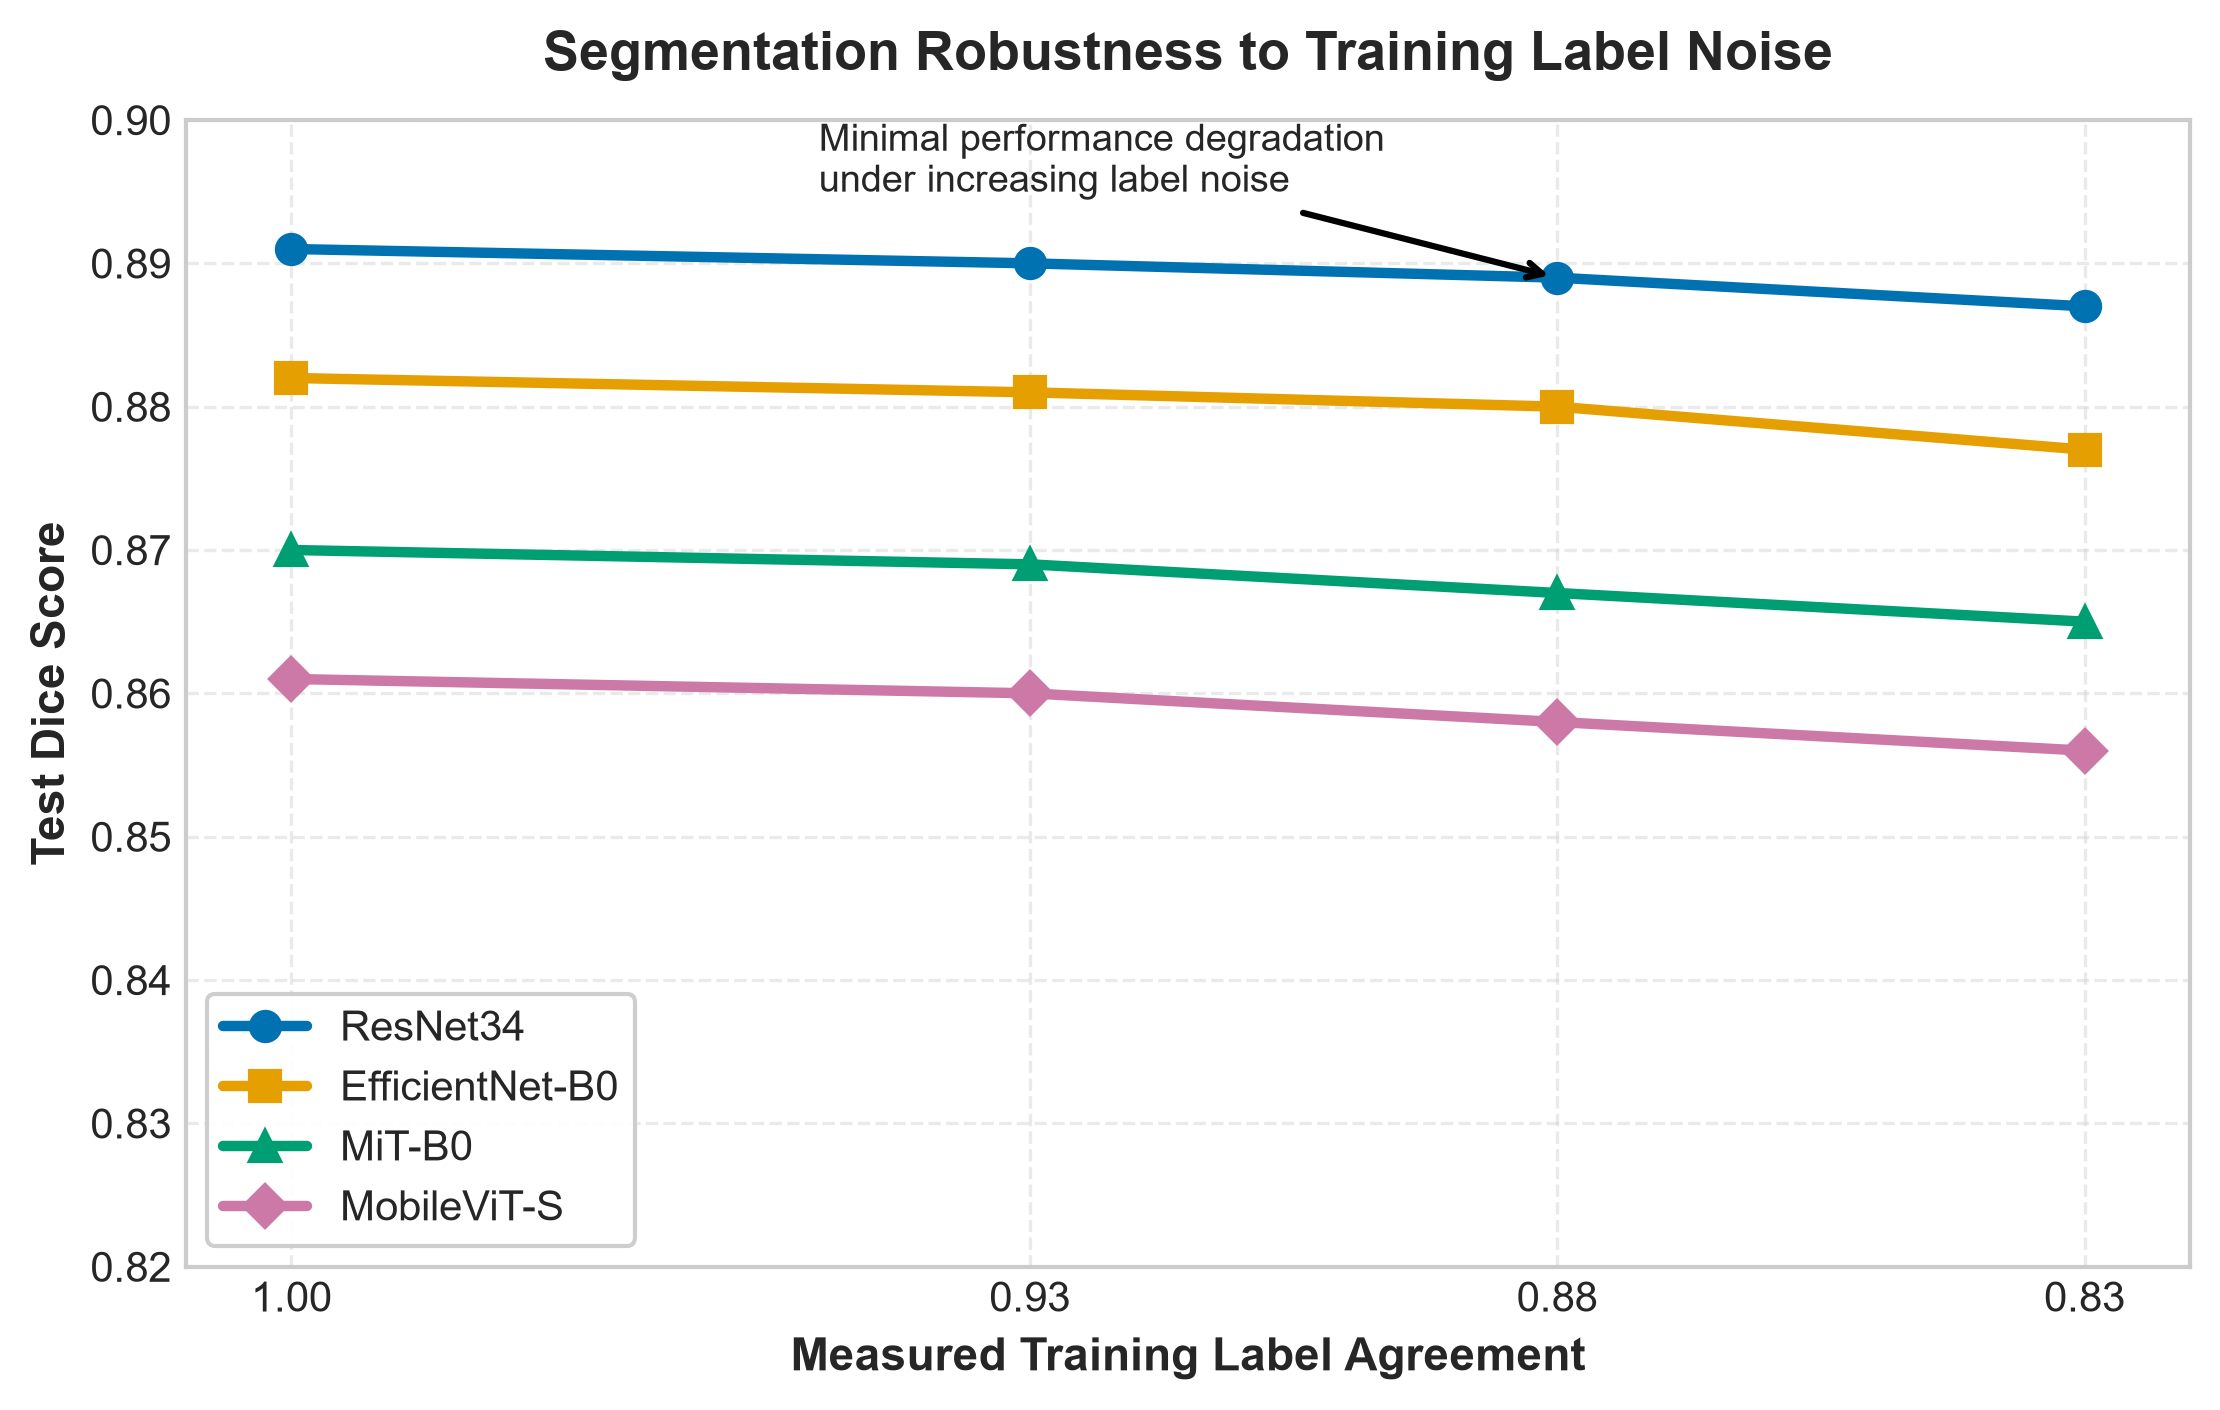 Segmentation Robustness to Training Label Noise
Minimal performance degradation
under increasing label noise
Test Dice Score
0.90
0.89
0.88
0.87
0.86
0.85
0.84
0.83
0.82
ResNet34
EfficientNet-B0
MiT-B0
MobileViT-S
1.00
0.93
0.88
0.83
Measured Training Label Agreement